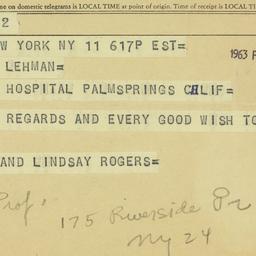 me on domestic telegrams is LOCAL TIME at point of origin. Time of receipt is LOCAL TI
2
W YORK NY 11 617P EST=
1963 F
LEHMAN=
HOSPITAL PALMSPRINGS CALIF=
REGARDS AND EVERY GOOD WISH TO
AND LINDSAY ROGERS=
Prof.
175 Riverside Dr
NY 24